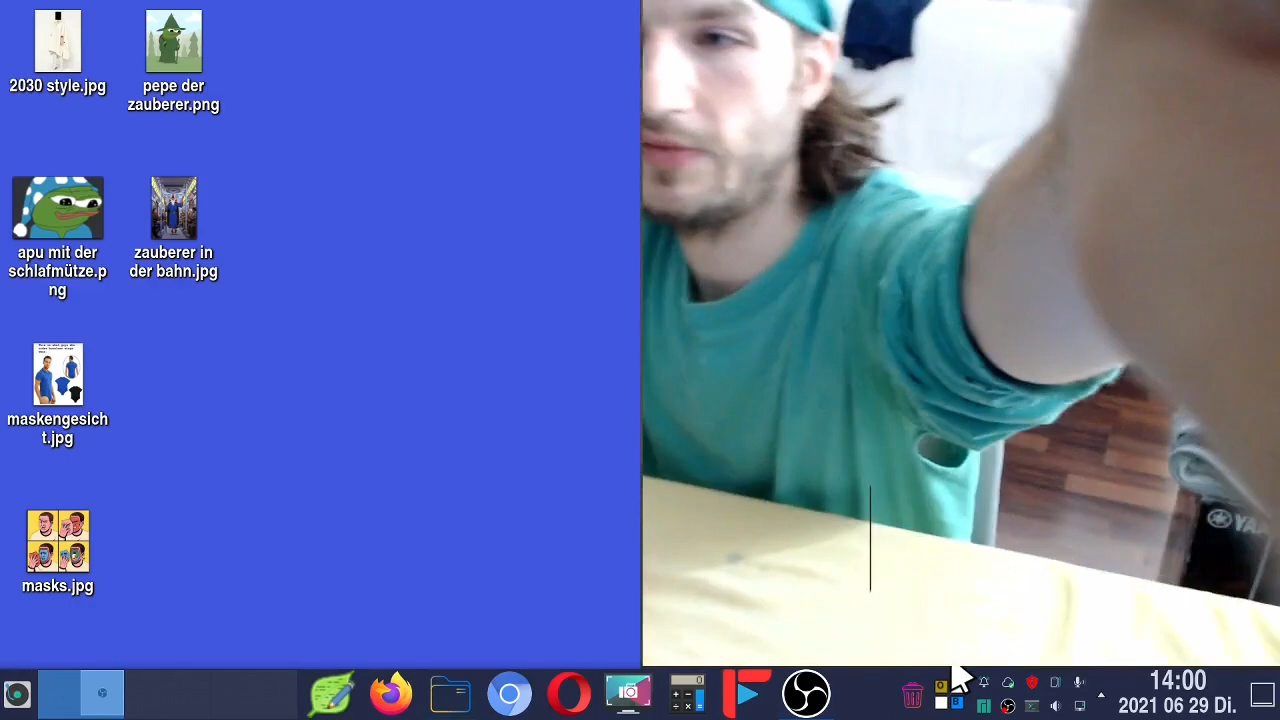 2030 style.jpg
pepe der
zauberer.png
apu mit der
schlafmütze.p
ng
zauberer in
der bahn.jpg
maskengesich
t.jpg
masks.jpg
YA
14:00
2021 06 29 Di.